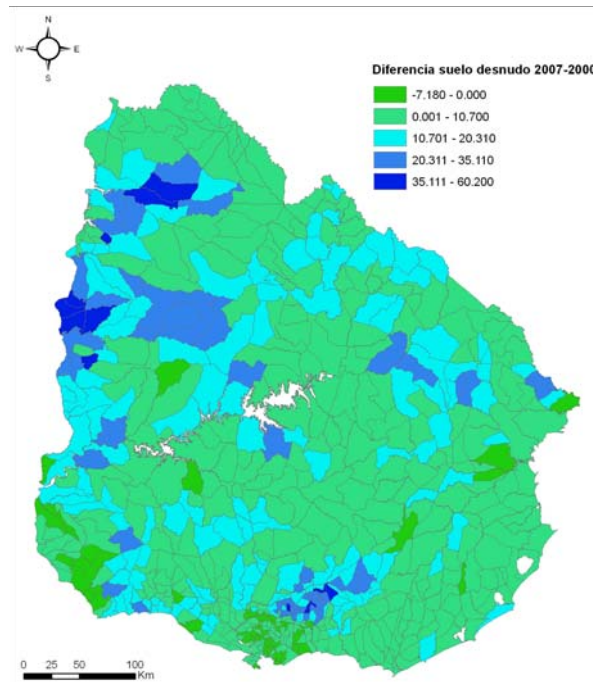 N
W E
S
Diferencia suelo desnudo 2007-2000
-7.180 - 0.000
0.001 - 10.700
10.701 - 20.310
20.311 - 35.110
35.111 - 60.200
0 25 50 100
Km